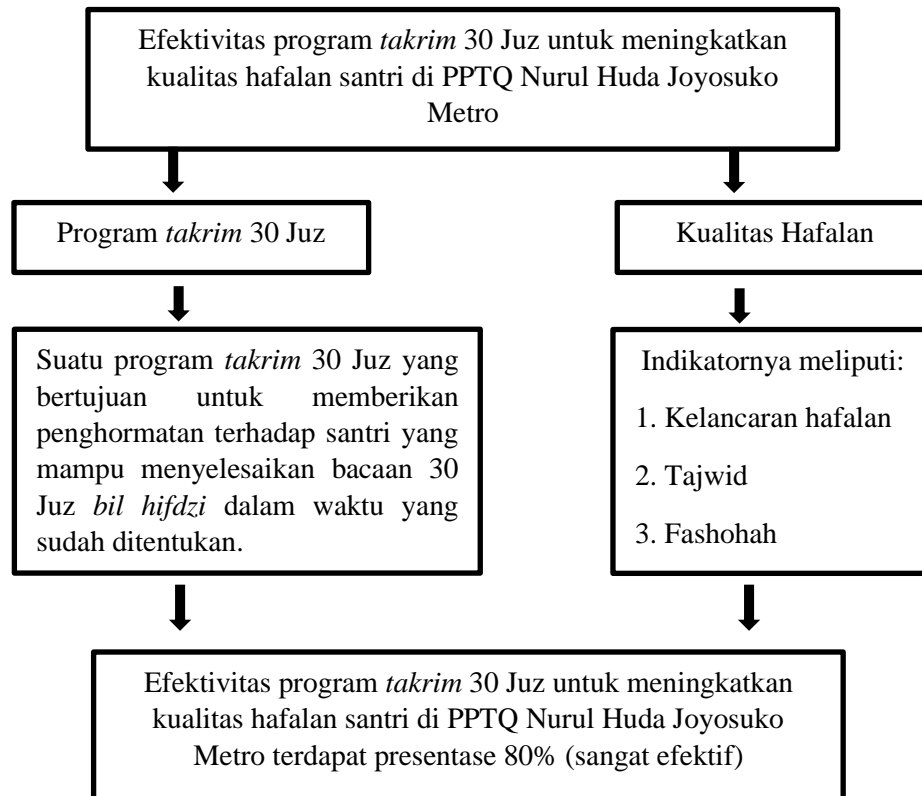 Efektivitas program takrim 30 Juz untuk meningkatkan
kualitas hafalan santri di PPTQ Nurul Huda Joyosuko
Metro
Program takrim 30 Juz
Kualitas Hafalan
Suatu program takrim 30 Juz yang
bertujuan untuk memberikan
penghormatan terhadap santri yang
mampu menyelesaikan bacaan 30
Juz bil hifdzi dalam waktu yang
sudah ditentukan.
Indikatornya meliputi:
1. Kelancaran hafalan
2. Tajwid
3. Fashohah
Efektivitas program takrim 30 Juz untuk meningkatkan
kualitas hafalan santri di PPTQ Nurul Huda Joyosuko
Metro terdapat presentase 80% (sangat efektif)